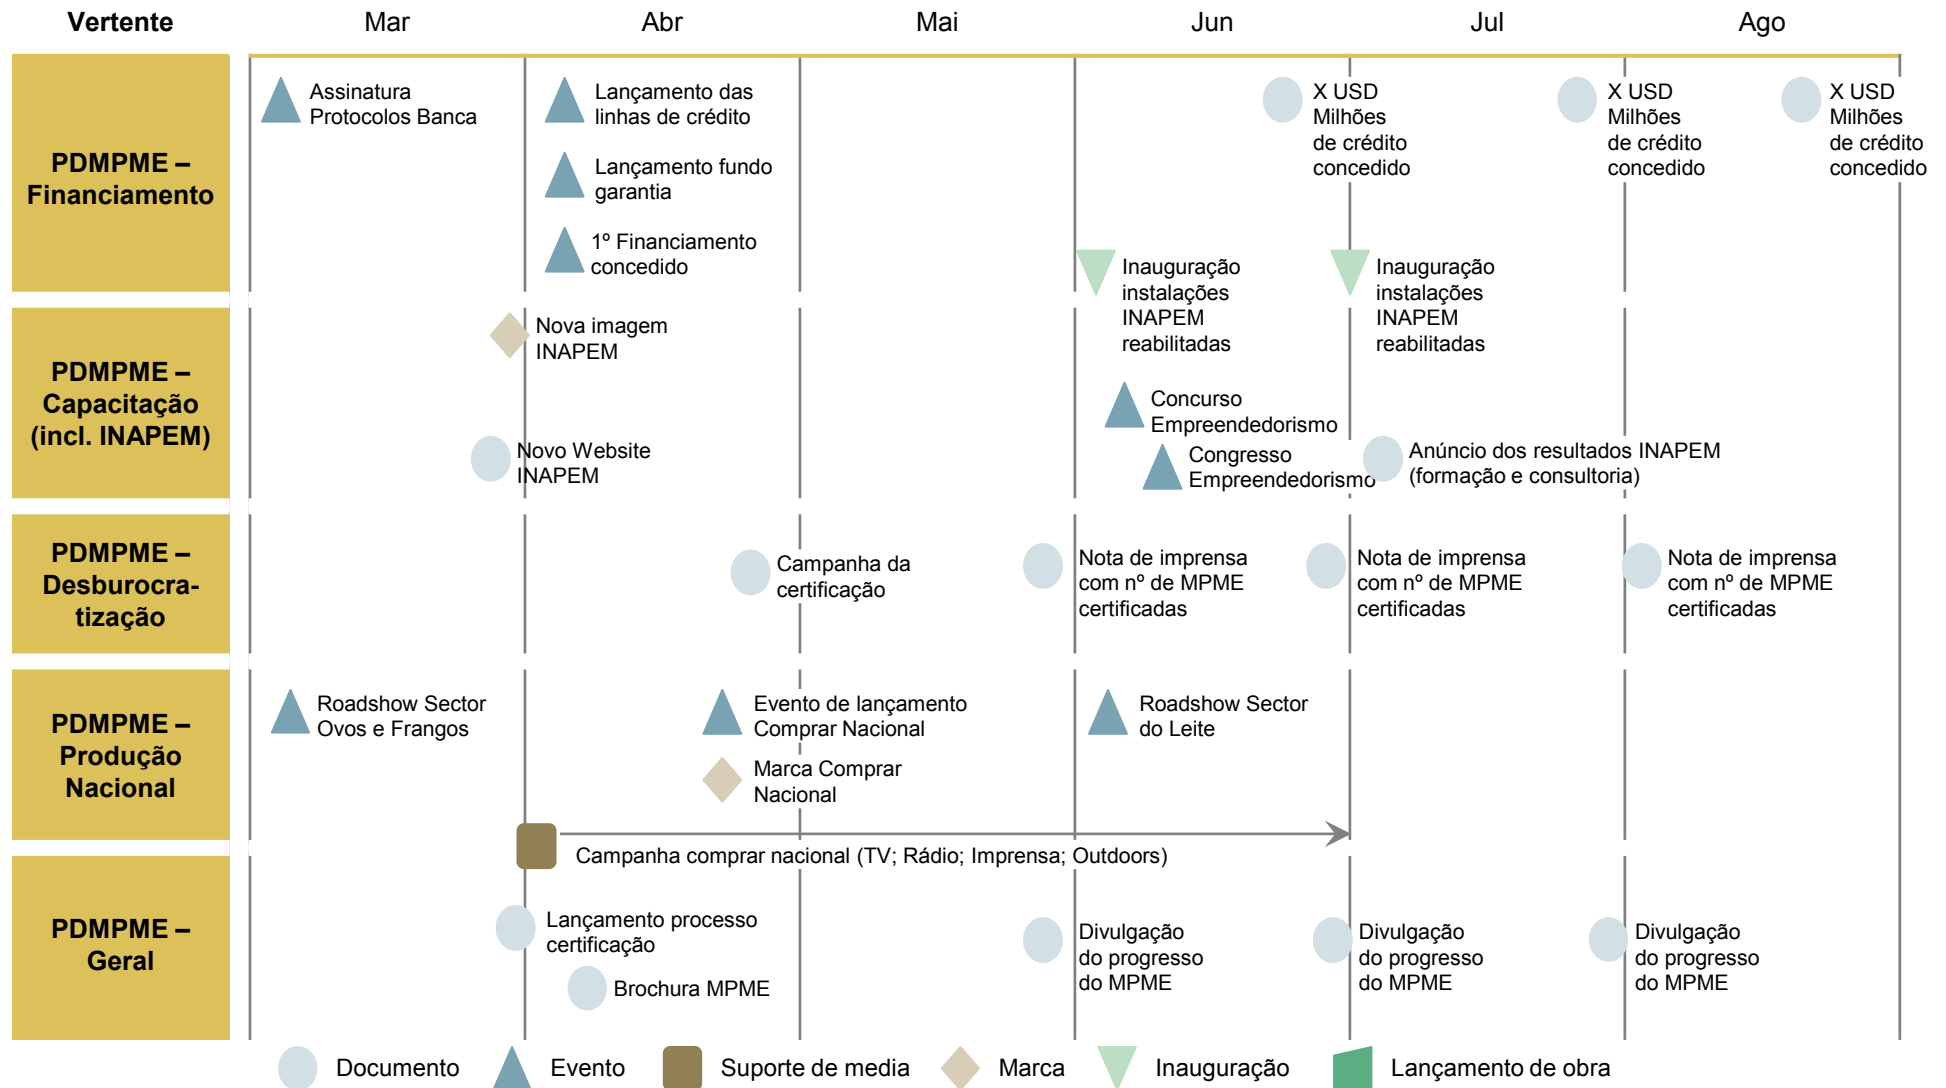 Vertente
Mar
Abr
Mai
Jun
Jul
Ago
PDMPME –
Financiamento
Assinatura
Protocolos Banca
Lançamento das
linhas de crédito
Lançamento fundo
garantia
1º Financiamento
concedido
X USD
Milhões
de crédito
concedido
X USD
Milhões
de crédito
concedido
X USD
Milhões
de crédito
concedido
PDMPME –
Capacitação
(incl. INAPEM)
Nova imagem
INAPEM
Novo Website
INAPEM
Inauguração
instalações
INAPEM
reabilitadas
Inauguração
instalações
INAPEM
reabilitadas
Concurso
Empreendedorismo
Congresso
Empreendedorismo
Anúncio dos resultados INAPEM
(formação e consultoria)
PDMPME –
Desburocra-
tização
Campanha da
certificação
Nota de imprensa
com nº de MPME
certificadas
Nota de imprensa
com nº de MPME
certificadas
Nota de imprensa
com nº de MPME
certificadas
PDMPME –
Produção
Nacional
Roadshow Sector
Ovos e Frangos
Evento de lançamento
Comprar Nacional
Marca Comprar
Nacional
Roadshow Sector
do Leite
Campanha comprar nacional (TV; Rádio; Imprensa; Outdoors)
PDMPME –
Geral
Lançamento processo
certificação
Brochura MPME
Divulgação
do progresso
do MPME
Divulgação
do progresso
do MPME
Divulgação
do progresso
do MPME
Documento
Evento
Suporte de media
Marca
Inauguração
Lançamento de obra